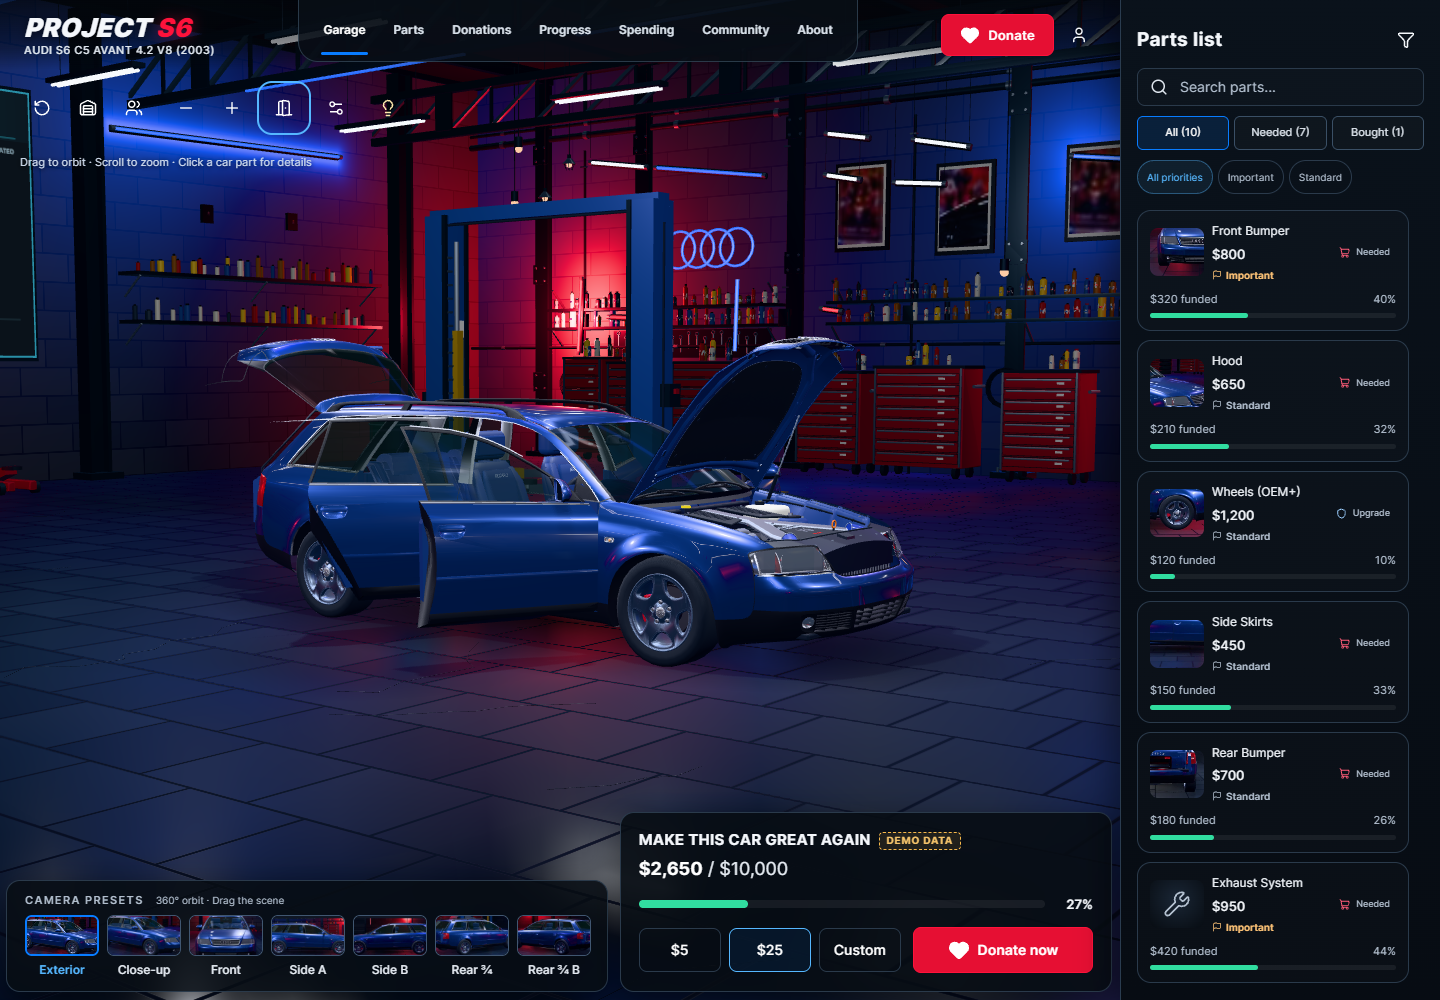 PROJECT S6
AUDI S6 C5 AVANT 4.2 V8 (2003)
Garage
Parts
Donations
Progress
Spending
Community
About
Donate
Drag to orbit · Scroll to zoom · Click a car part for details
CAMERA PRESETS
360° orbit · Drag the scene
Exterior
Close-up
Front
Side A
Side B
Rear ¾
Rear ¾ B
MAKE THIS CAR GREAT AGAIN
DEMO DATA
$2,650 / $10,000
27%
$5
$25
Custom
Donate now
Parts list
Search parts...
All (10)
Needed (7)
Bought (1)
All priorities
Important
Standard
Front Bumper
$800
Needed
Important
$320 funded
40%
Hood
$650
Needed
Standard
$210 funded
32%
Wheels (OEM+)
$1,200
Upgrade
Standard
$120 funded
10%
Side Skirts
$450
Needed
Standard
$150 funded
33%
Rear Bumper
$700
Needed
Standard
$180 funded
26%
Exhaust System
$950
Needed
Important
$420 funded
44%